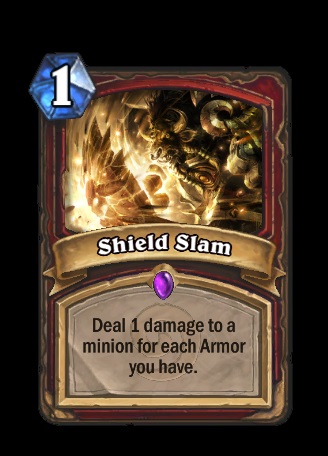 1
Shield Slam
Deal 1 damage to a
minion for each Armor
you have.